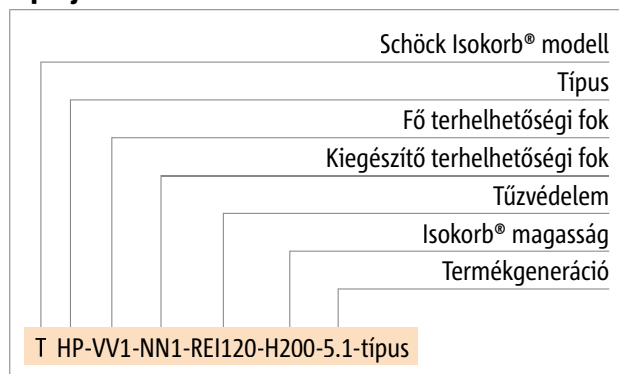 Schöck Isokorb® modell
Típus
Fő terhelhetőségi fok
Kiegészítő terhelhetőségi fok
Tűzvédelem
Isokorb® magasság
Termékgeneráció
T HP-VV1-NN1-REI120-H200-5.1-típus